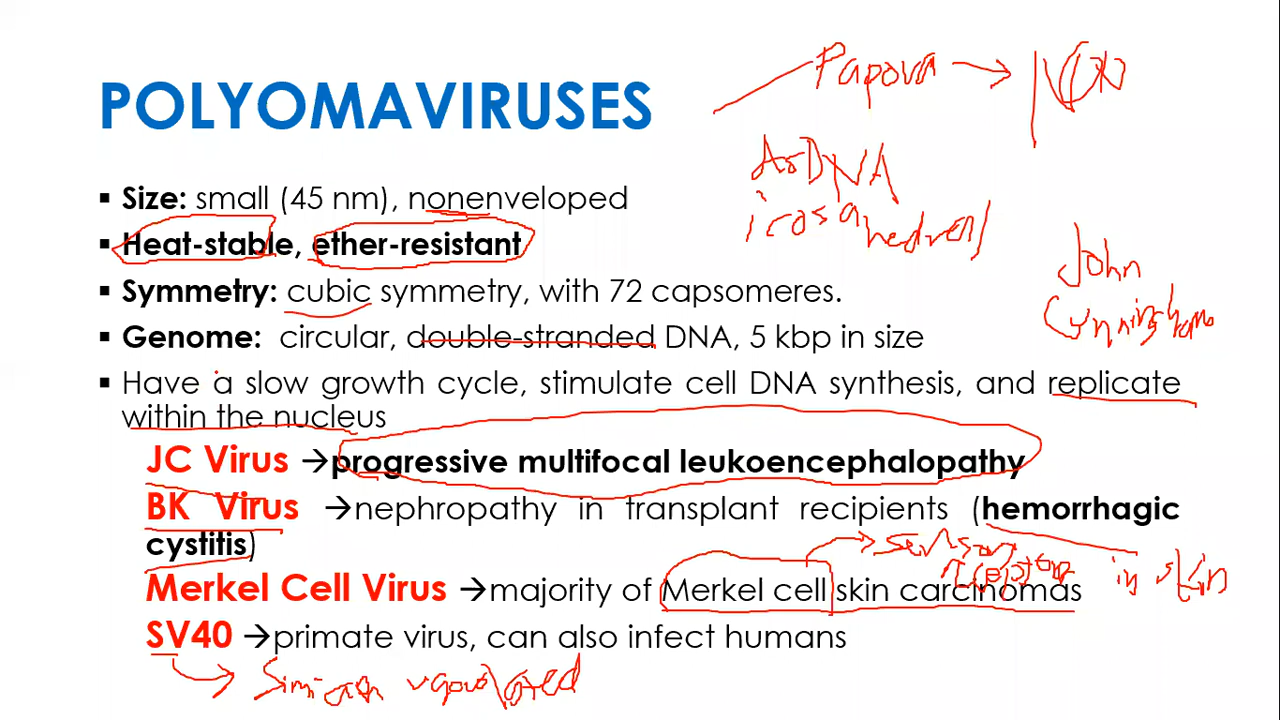 POLYOMAVIRUSES
Papova
DNA
icosahedral
John
▪ Size: small (45 nm), nonenveloped
▪ Heat-stable, ether-resistant
▪ Symmetry: cubic symmetry, with 72 capsomeres.
▪ Genome: circular, double-stranded DNA, 5 kbp in size
▪ Have a slow growth cycle, stimulate cell DNA synthesis, and replicate
within the nucleus
JC Virus →progressive multifocal leukoencephalopathy
BK Virus →nephropathy in transplant recipients (hemorrhagic
cystitis)
in skin
Merkel Cell Virus →majority of Merkel cell skin carcinomas
SV40 →primate virus, can also infect humans
Simian